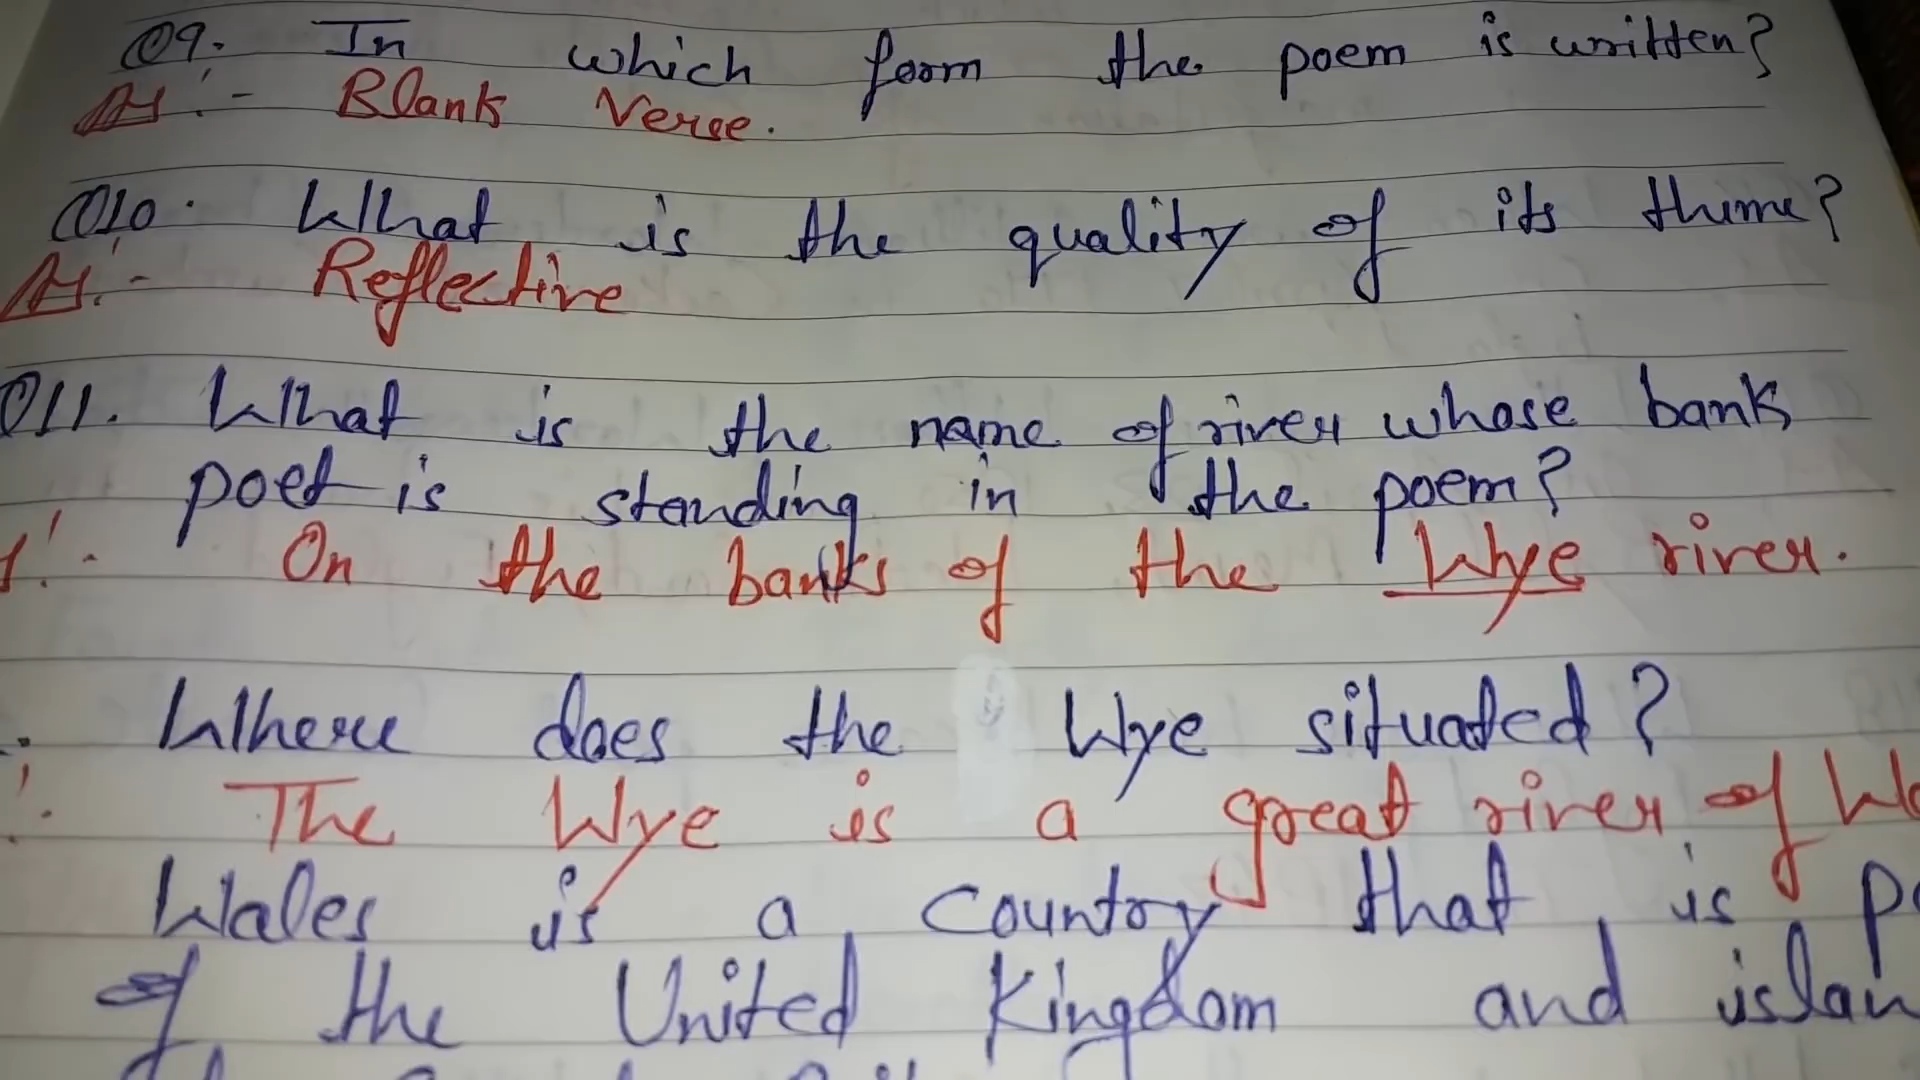 Q9. In which form the poem is written?
A:- Blank Verse.
Q10. What is the quality of its thime?
A:- Reflective
Q11. What is the name of river whose bank
poet is standing in the poem?
On the banks of the Wye river.
Where does the Wye situated?
The Wye is a great river of
Wales is a country that is
of the United Kingdom and